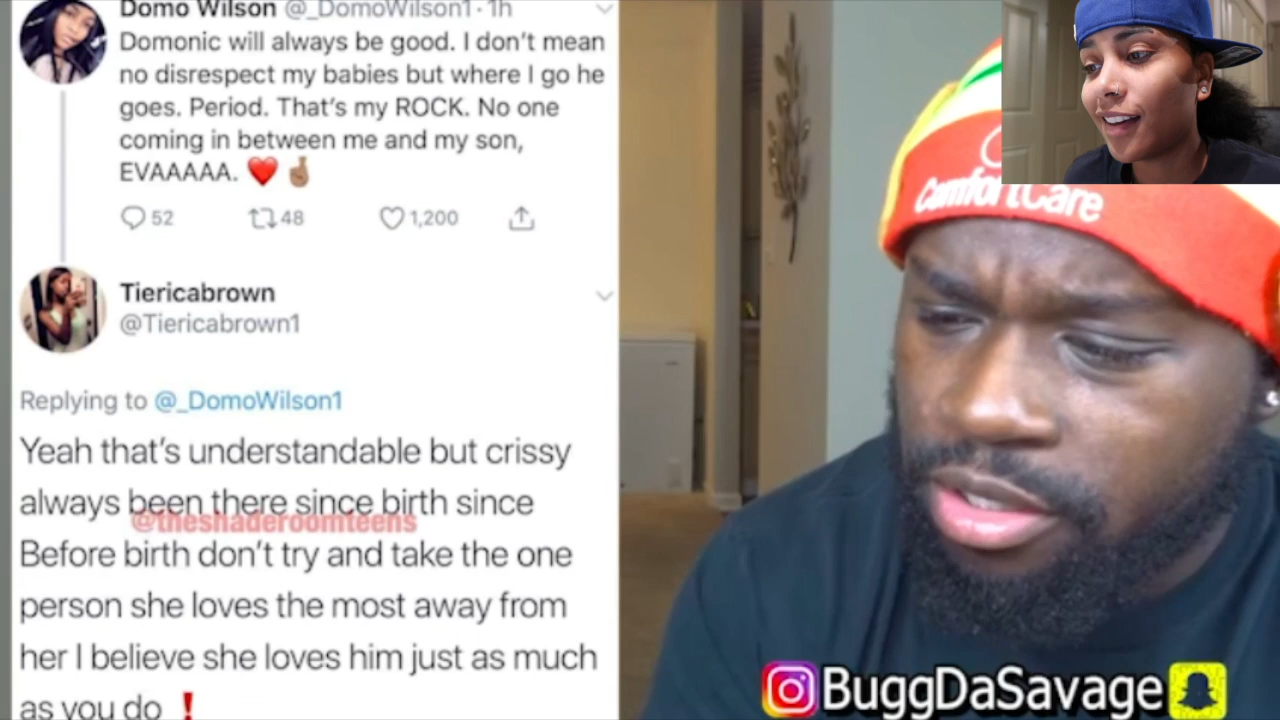 Domo Wilson @_DomoWilson1 · 1h
Domonic will always be good. I don't mean
no disrespect my babies but where I go he
goes. Period. That's my ROCK. No one
coming in between me and my son,
EVAAAAA. ❤️🤞🏽
52 48 1,200
Tiericabrown
@Tiericabrown1
Replying to @_DomoWilson1
Yeah that's understandable but crissy
always been there since birth since
@theshaderoomteens
Before birth don't try and take the one
person she loves the most away from
her I believe she loves him just as much
as you do ❗
ComfortCare
BuggDaSavage